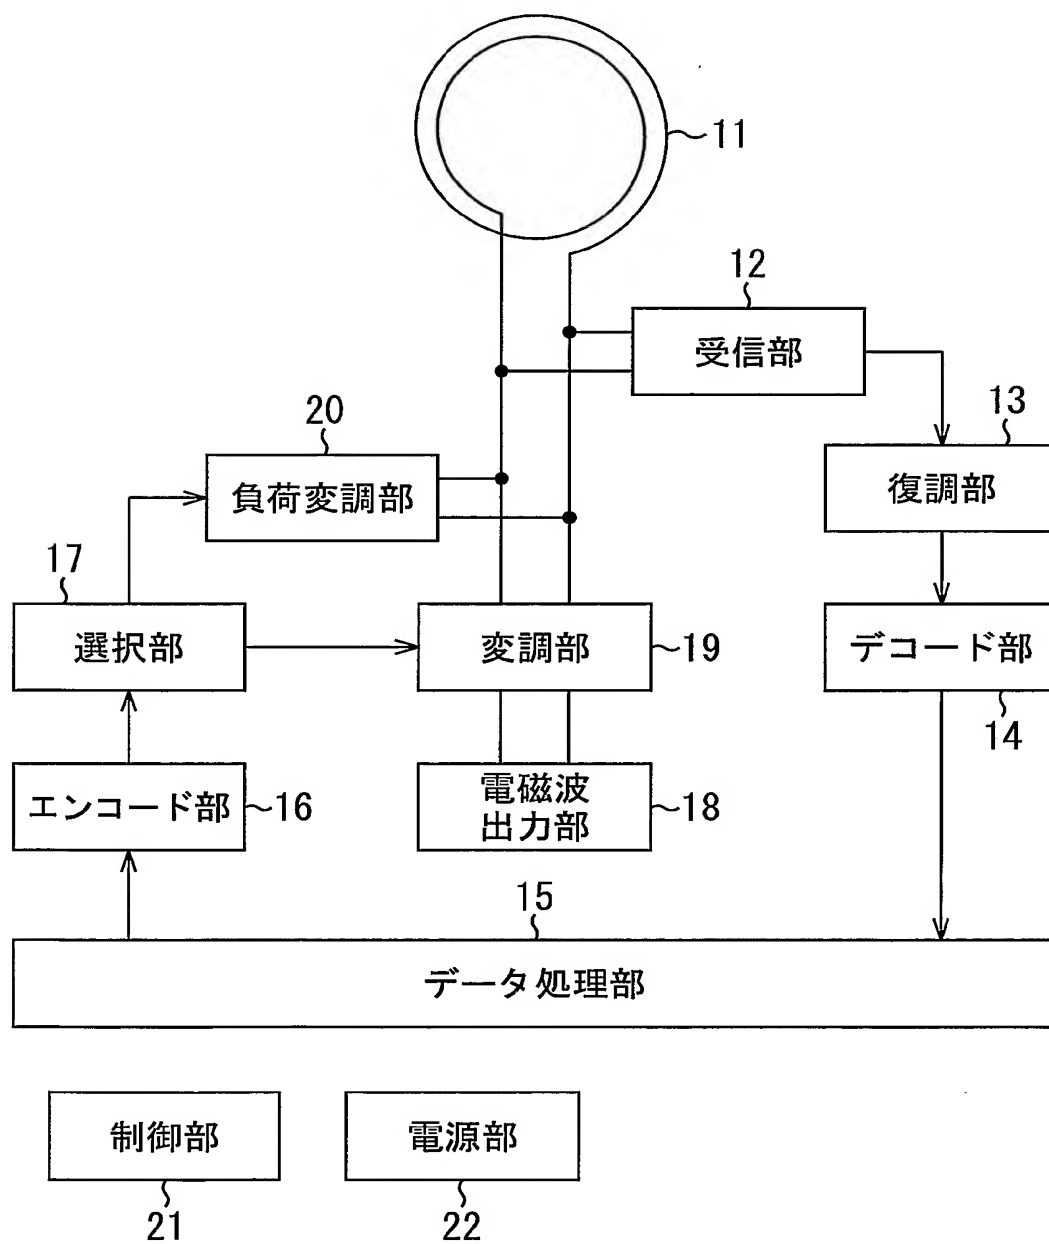 11
12
受信部
13
復調部
20
負荷変調部
17
選択部
変調部
19
デコード部
14
エンコード部
16
電磁波
出力部
18
15
データ処理部
制御部
21
電源部
22